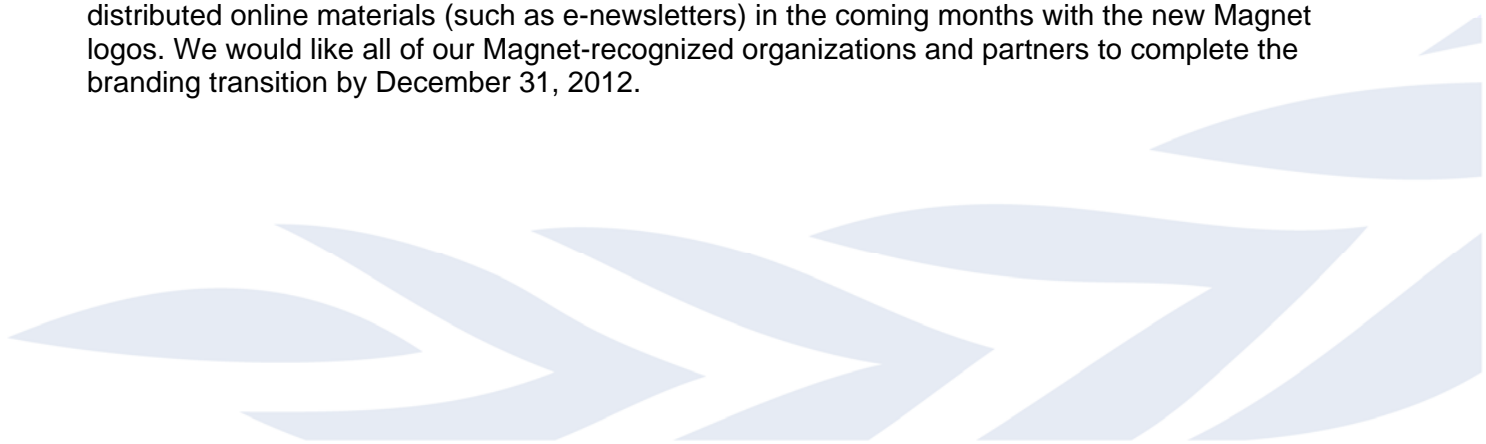 distributed online materials (such as e-newsletters) in the coming months with the new Magnet
logos. We would like all of our Magnet-recognized organizations and partners to complete the
branding transition by December 31, 2012.